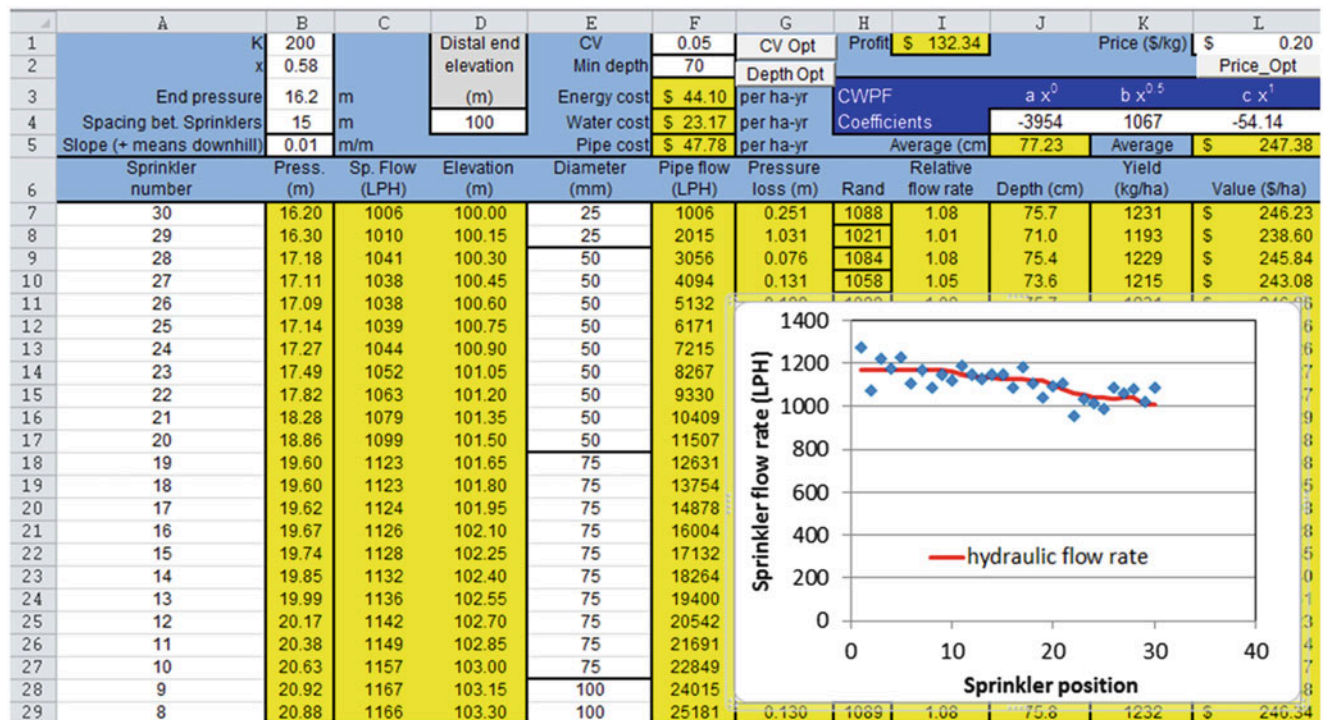 A B C D E F G H I J K L
1 K 200 Distal end CV 0.05 CV Opt Profit $ 132.34 Price ($/kg) $ 0.20
2 x 0.58 elevation Min depth 70 Depth Opt Price_Opt
3 End pressure 16.2 m (m) Energy cost $ 44.10 per ha-yr CWPF a x0 b x0.5 c x1
4 Spacing bet. Sprinklers 15 m 100 Water cost $ 23.17 per ha-yr Coefficients -3954 1067 -54.14
5 Slope (+ means downhill) 0.01 m/m Pipe cost $ 47.78 per ha-yr Average (cm 77.23 Average $ 247.38
Sprinkler Press. Sp. Flow Elevation Diameter Pipe flow Pressure Relative Yield
6 number (m) (LPH) (m) (mm) (LPH) loss (m) Rand flow rate Depth (cm) (kg/ha) Value ($/ha)
7 30 16.20 1006 100.00 25 1006 0.251 1088 1.08 75.7 1231 $ 246.23
8 29 16.30 1010 100.15 25 2015 1.031 1021 1.01 71.0 1193 $ 238.60
9 28 17.18 1041 100.30 50 3056 0.076 1084 1.08 75.4 1229 $ 245.84
10 27 17.11 1038 100.45 50 4094 0.131 1058 1.05 73.6 1215 $ 243.08
11 26 17.09 1038 100.60 50 5132
12 25 17.14 1039 100.75 50 6171
13 24 17.27 1044 100.90 50 7215
14 23 17.49 1052 101.05 50 8267
15 22 17.82 1063 101.20 50 9330
16 21 18.28 1079 101.35 50 10409
17 20 18.86 1099 101.50 50 11507
18 19 19.60 1123 101.65 75 12631
19 18 19.60 1123 101.80 75 13754
20 17 19.62 1124 101.95 75 14878
21 16 19.67 1126 102.10 75 16004
22 15 19.74 1128 102.25 75 17132
23 14 19.85 1132 102.40 75 18264
24 13 19.99 1136 102.55 75 19400
25 12 20.17 1142 102.70 75 20542
26 11 20.38 1149 102.85 75 21691
27 10 20.63 1157 103.00 75 22849
28 9 20.92 1167 103.15 100 24015
29 8 20.88 1166 103.30 100 25181 0.130 1089 1.08 75.8 1232 $ 246.34
Sprinkler flow rate (LPH)
1400
1200
1000
800
600
400
200
0
hydraulic flow rate
0 10 20 30 40
Sprinkler position